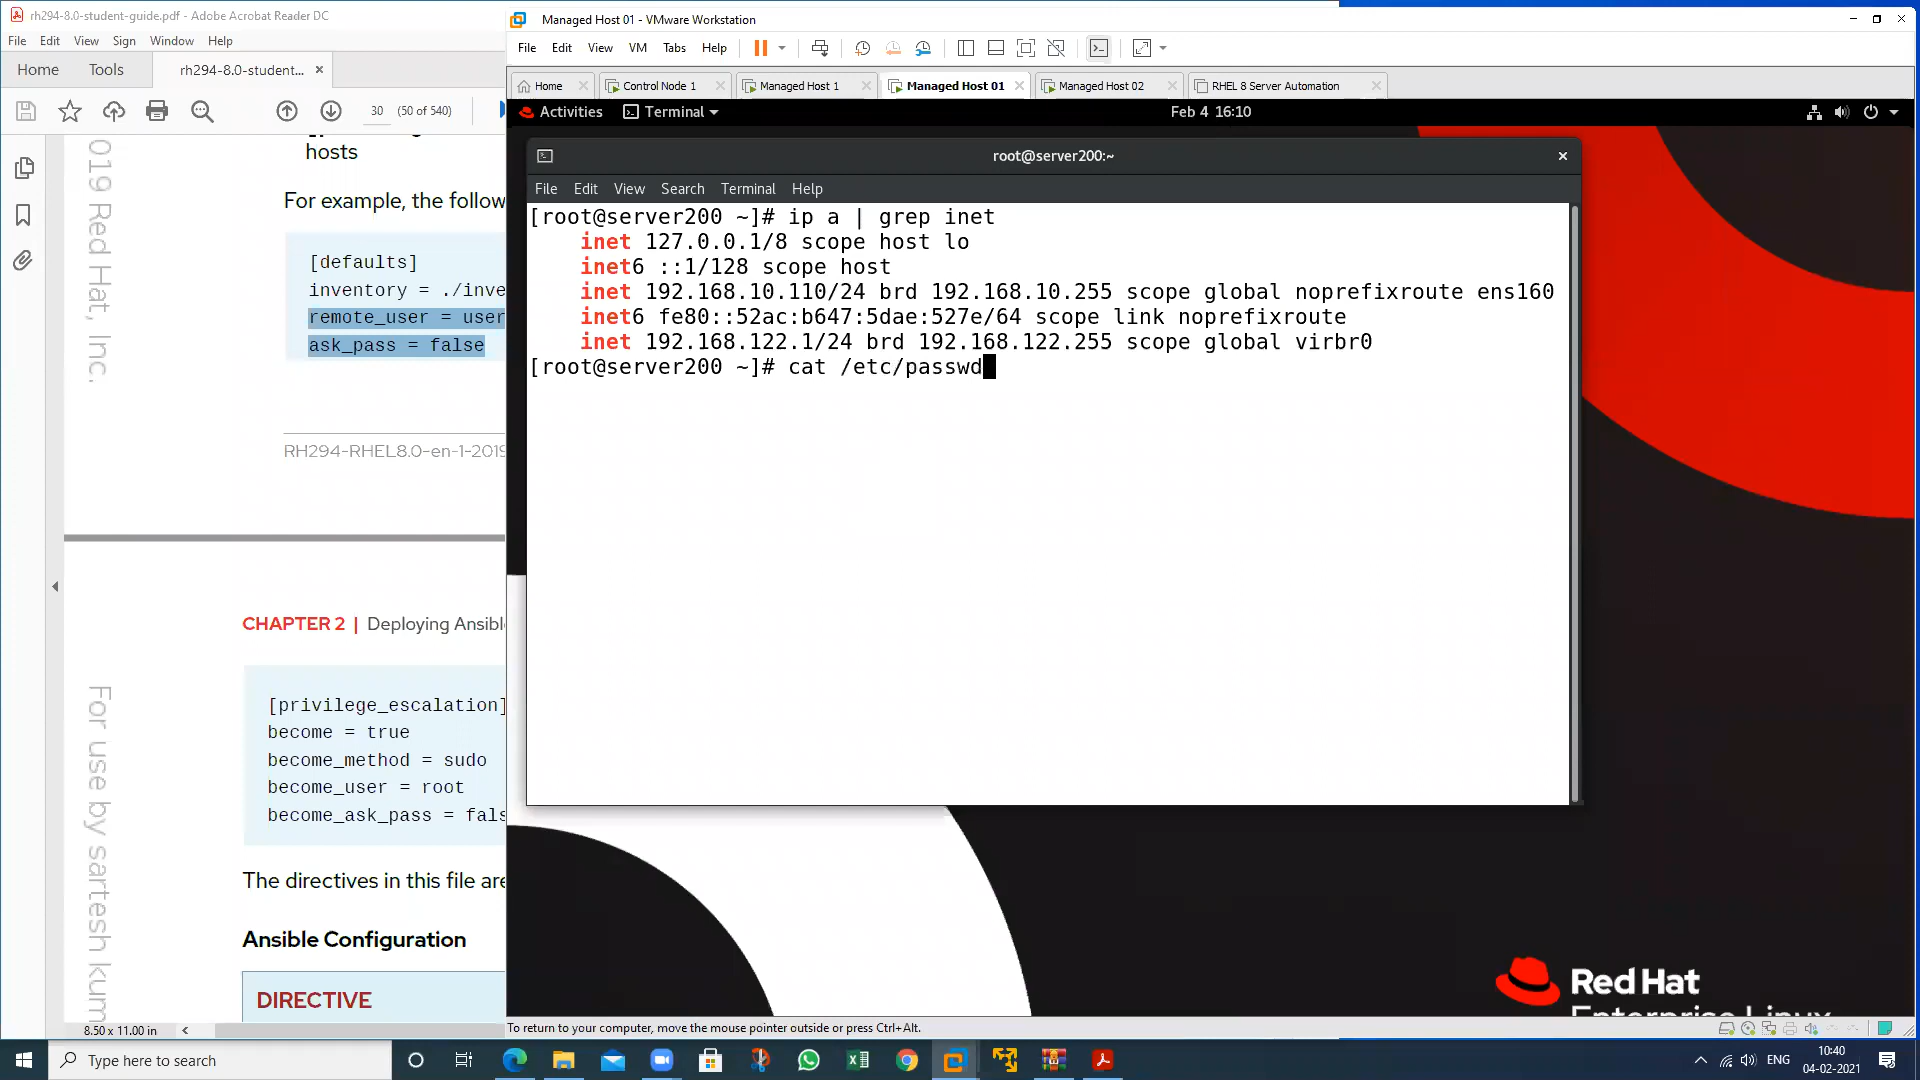 rh294-8.0-student-guide.pdf - Adobe Acrobat Reader DC
File Edit View Sign Window Help
Home Tools rh294-8.0-student... ×
30 (50 of 540)
hosts
For example, the follow
[defaults]
inventory = ./inve
remote_user = user
ask_pass = false
RH294-RHEL8.0-en-1-2019
019 Red Hat, Inc.
CHAPTER 2 | Deploying Ansibl
[privilege_escalation]
become = true
become_method = sudo
become_user = root
become_ask_pass = fals
The directives in this file are
Ansible Configuration
DIRECTIVE
For use by sartesh kum
8.50 x 11.00 in
Managed Host 01 - VMware Workstation
File Edit View VM Tabs Help
Home Control Node 1 Managed Host 1 Managed Host 01 Managed Host 02 RHEL 8 Server Automation
Activities Terminal Feb 4 16:10
root@server200:~
File Edit View Search Terminal Help
[root@server200 ~]# ip a | grep inet
inet 127.0.0.1/8 scope host lo
inet6 ::1/128 scope host
inet 192.168.10.110/24 brd 192.168.10.255 scope global noprefixroute ens160
inet6 fe80::52ac:b647:5dae:527e/64 scope link noprefixroute
inet 192.168.122.1/24 brd 192.168.122.255 scope global virbr0
[root@server200 ~]# cat /etc/passwd
Red Hat
Enterprise Linux
To return to your computer, move the mouse pointer outside or press Ctrl+Alt.
Type here to search
ENG
10:40
04-02-2021